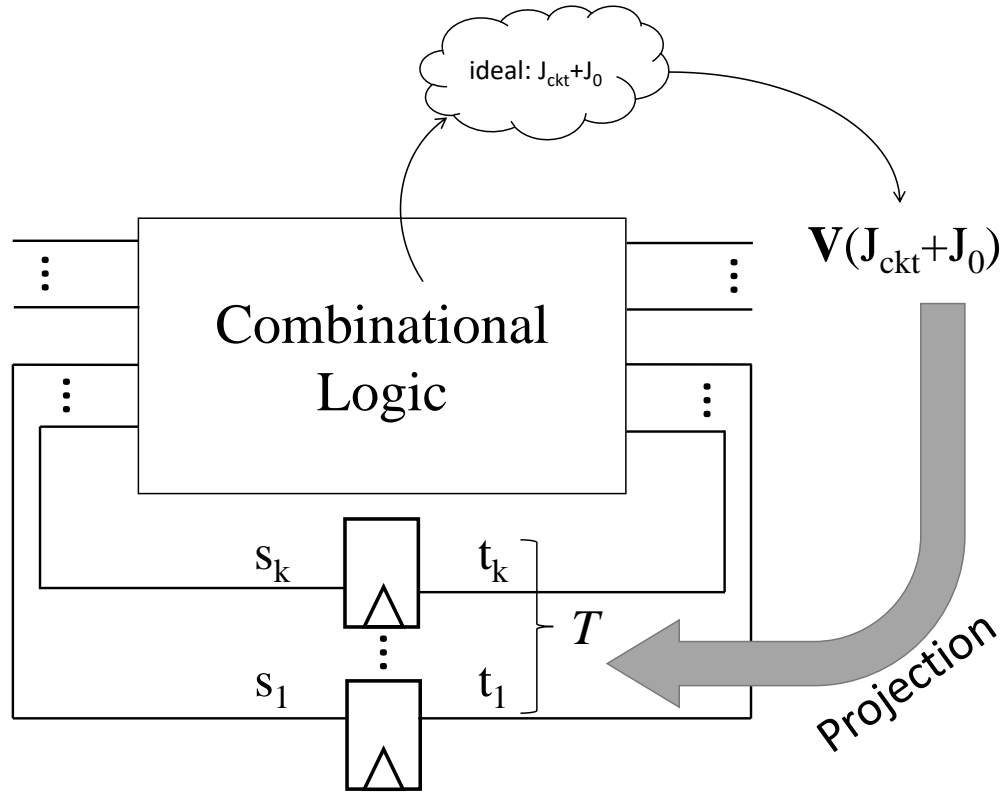 ideal: J_ckt+J_0
V(J_ckt+J_0)
Combinational
Logic
s_k
t_k
T
s_1
t_1
Projection